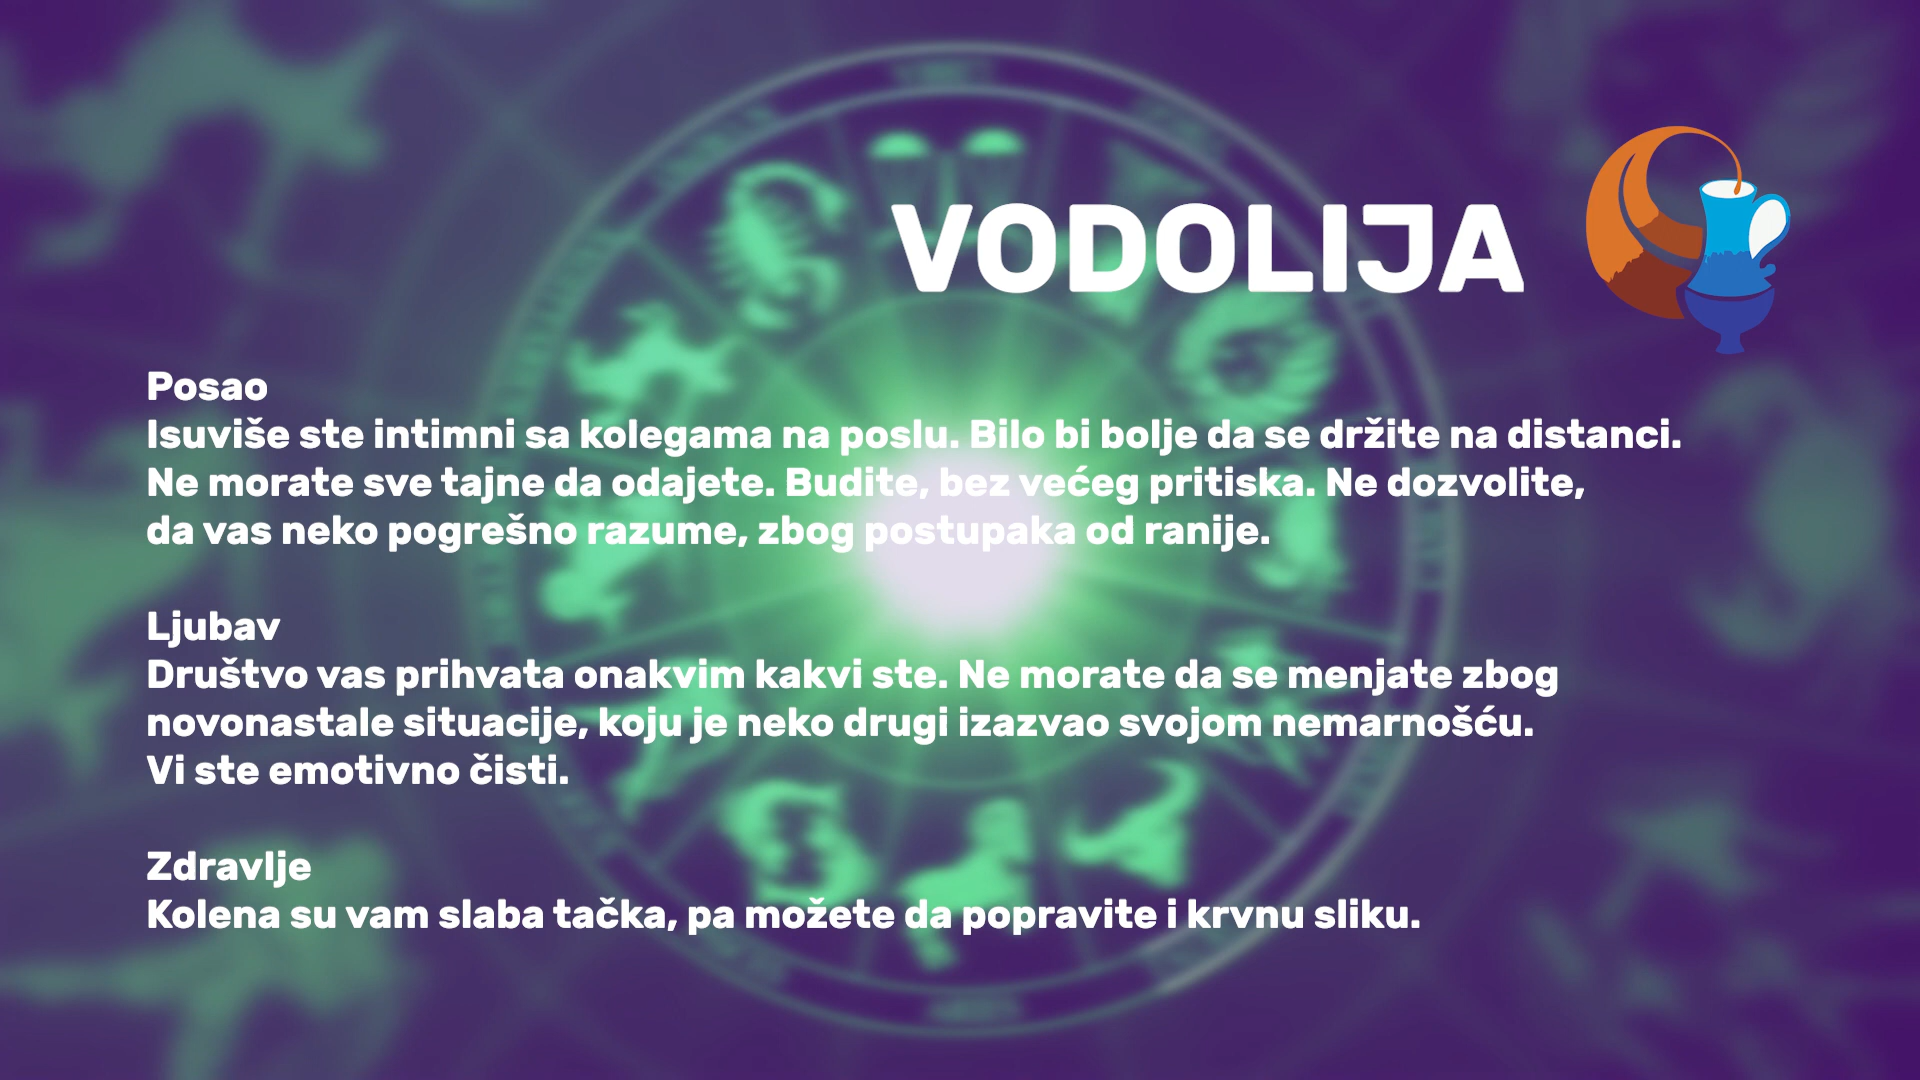 VODOLIJA
Posao
Isuviše ste intimni sa kolegama na poslu. Bilo bi bolje da se držite na distanci.
Ne morate sve tajne da odajete. Budite, bez većeg pritiska. Ne dozvolite,
da vas neko pogrešno razume, zbog postupaka od ranije.
Ljubav
Društvo vas prihvata onakvim kakvi ste. Ne morate da se menjate zbog
novonastale situacije, koju je neko drugi izazvao svojom nemarnošću.
Vi ste emotivno čisti.
Zdravlje
Kolena su vam slaba tačka, pa možete da popravite i krvnu sliku.